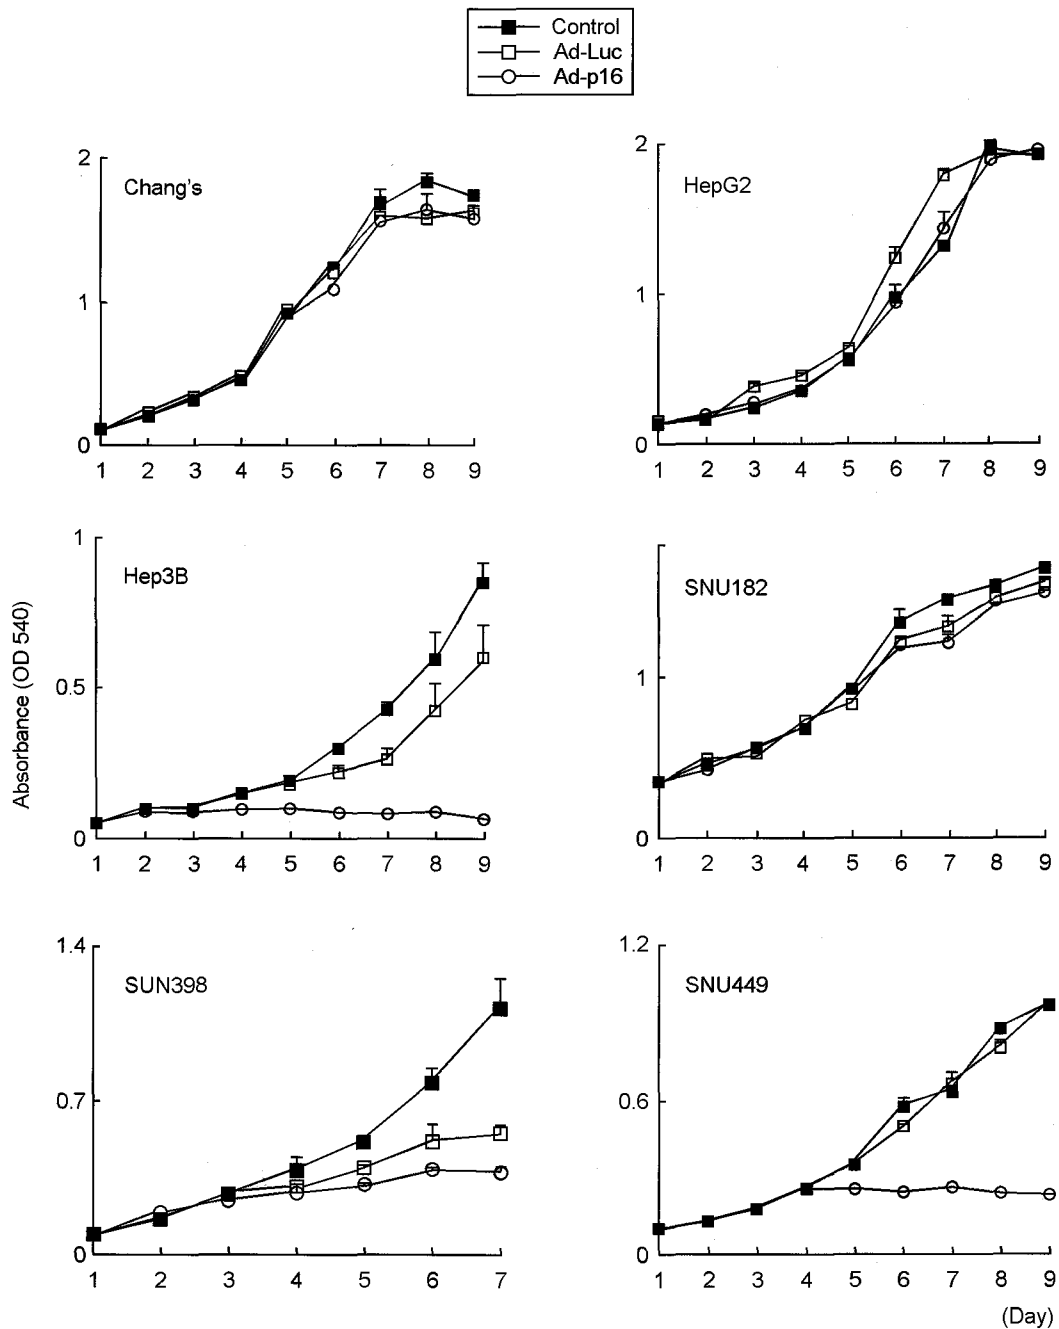 Control
Ad-Luc
Ad-p16
Absorbance (OD 540)
Chang's
2
1
0
1 2 3 4 5 6 7 8 9
HepG2
2
1
0
1 2 3 4 5 6 7 8 9
Hep3B
1
0.5
0
1 2 3 4 5 6 7 8 9
SNU182
1
0
1 2 3 4 5 6 7 8 9
SUN398
1.4
0.7
0
1 2 3 4 5 6 7
SNU449
1.2
0.6
0
1 2 3 4 5 6 7 8 9
(Day)